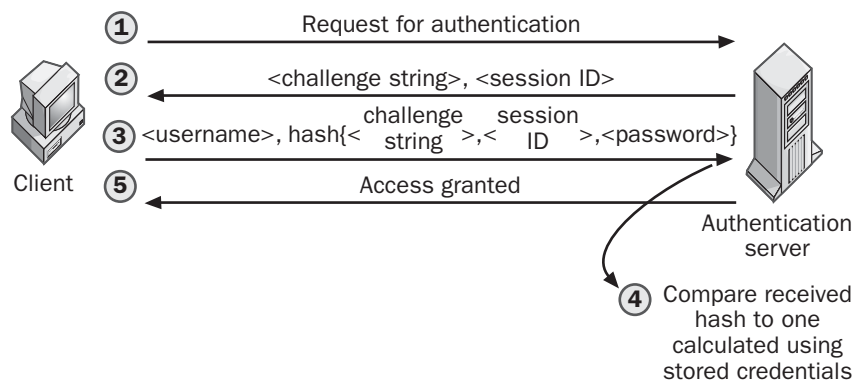 1 Request for authentication
2 <challenge string>, <session ID>
3 <username>, hash{< challenge string >,< session ID >,<password>}
Client
5 Access granted
Authentication
server
4 Compare received
hash to one
calculated using
stored credentials